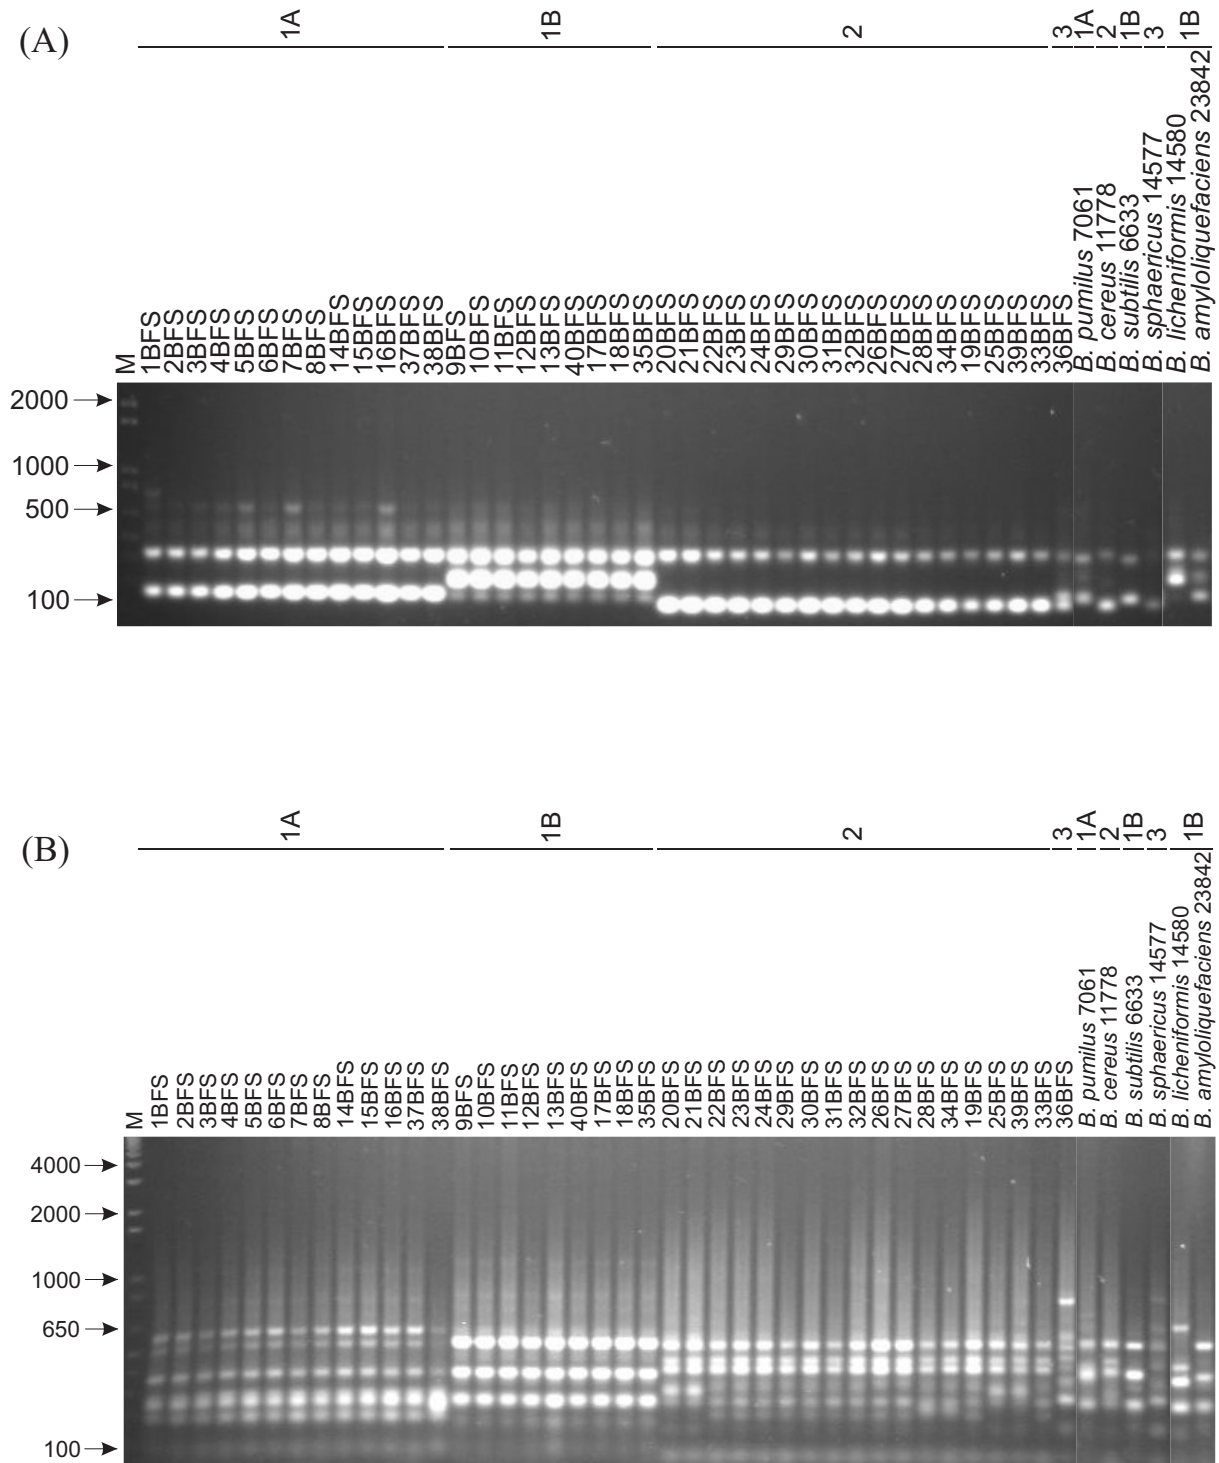 (A)
1A
1B
2
3
1A
2
1B
3
1B
M
1BFS
2BFS
3BFS
4BFS
5BFS
6BFS
7BFS
8BFS
14BFS
15BFS
16BFS
37BFS
38BFS
9BFS
10BFS
11BFS
12BFS
13BFS
40BFS
17BFS
18BFS
35BFS
20BFS
21BFS
22BFS
23BFS
24BFS
29BFS
30BFS
31BFS
32BFS
26BFS
27BFS
28BFS
34BFS
19BFS
25BFS
39BFS
33BFS
36BFS
B. pumilus 7061
B. cereus 11778
B. subtilis 6633
B. sphaericus 14577
B. licheniformis 14580
B. amyloliquefaciens 23842
2000
1000
500
100
(B)
1A
1B
2
3
1A
2
1B
3
1B
M
1BFS
2BFS
3BFS
4BFS
5BFS
6BFS
7BFS
8BFS
14BFS
15BFS
16BFS
37BFS
38BFS
9BFS
10BFS
11BFS
12BFS
13BFS
40BFS
17BFS
18BFS
35BFS
20BFS
21BFS
22BFS
23BFS
24BFS
29BFS
30BFS
31BFS
32BFS
26BFS
27BFS
28BFS
34BFS
19BFS
25BFS
39BFS
33BFS
36BFS
B. pumilus 7061
B. cereus 11778
B. subtilis 6633
B. sphaericus 14577
B. licheniformis 14580
B. amyloliquefaciens 23842
4000
2000
1000
650
100